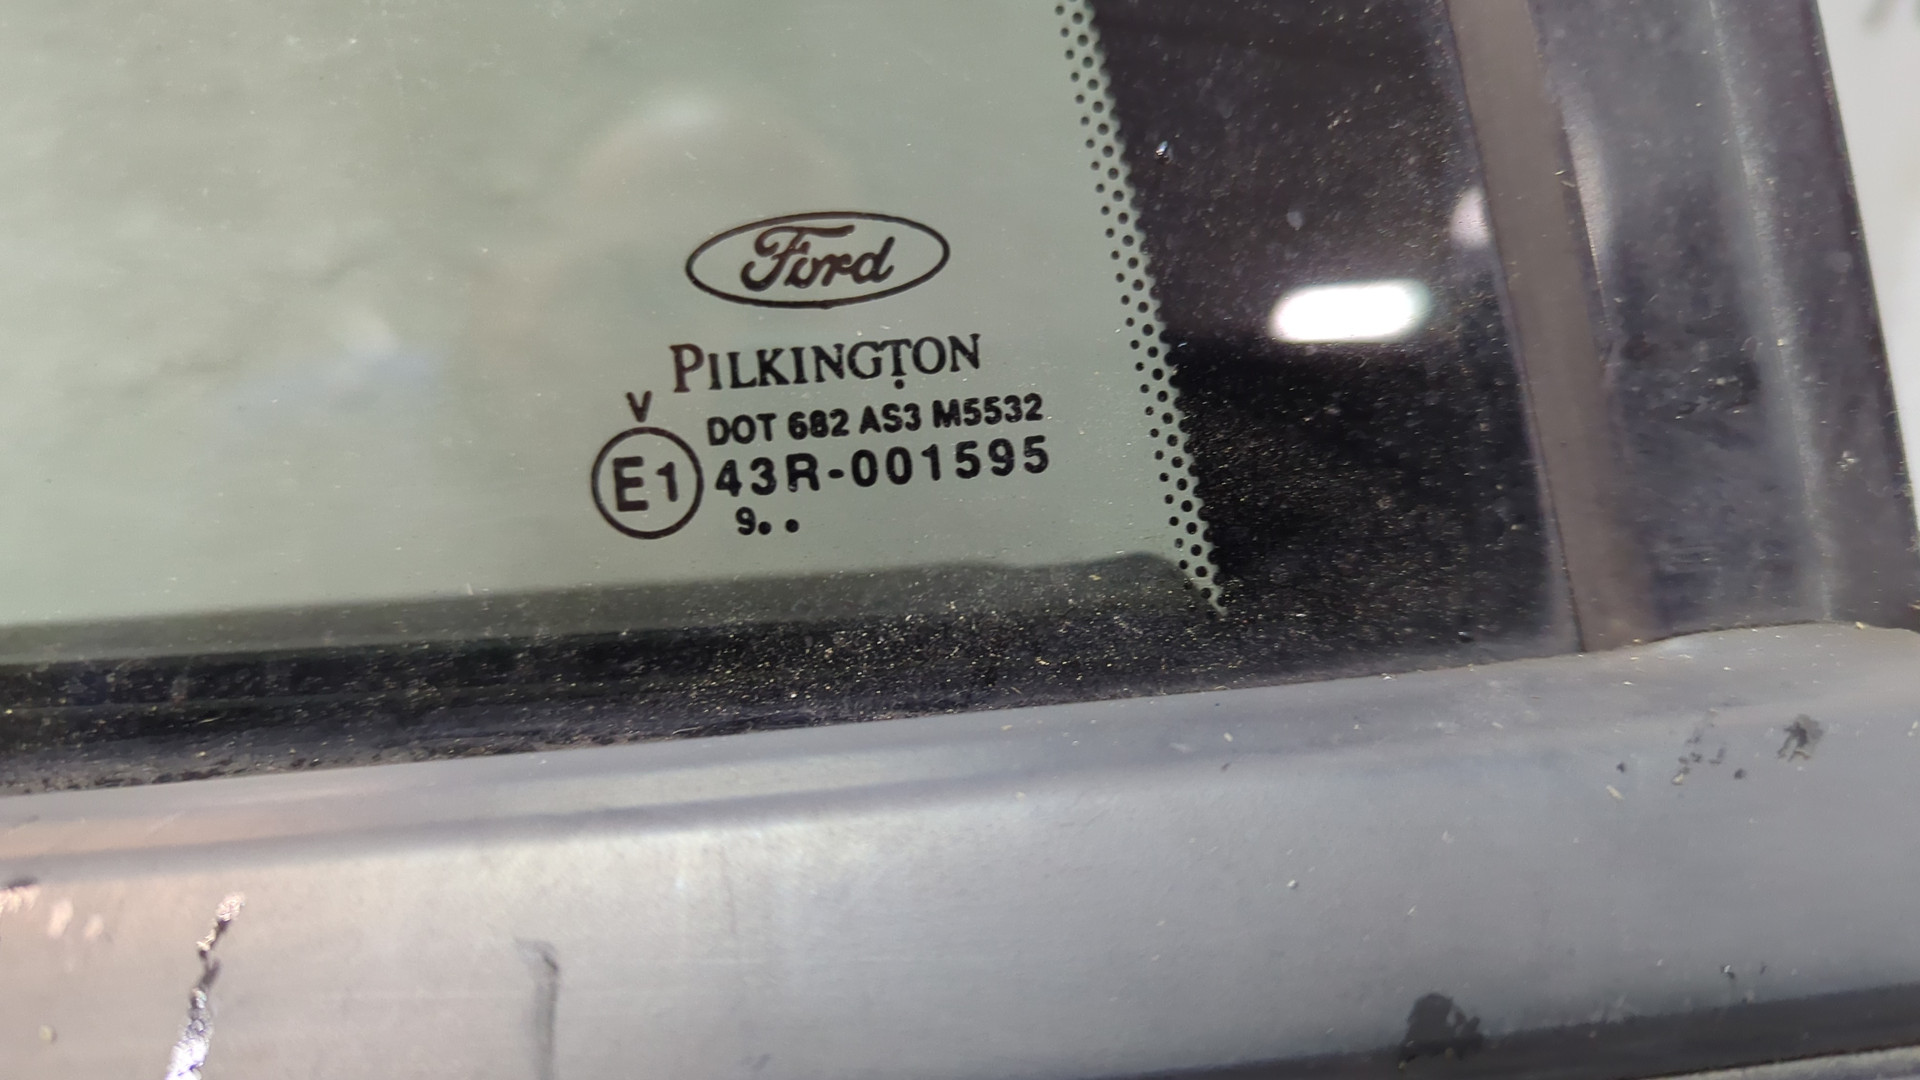 Ford
PILKINGTON
V
DOT 682 AS3 M5532
E1 43R-001595
9. .